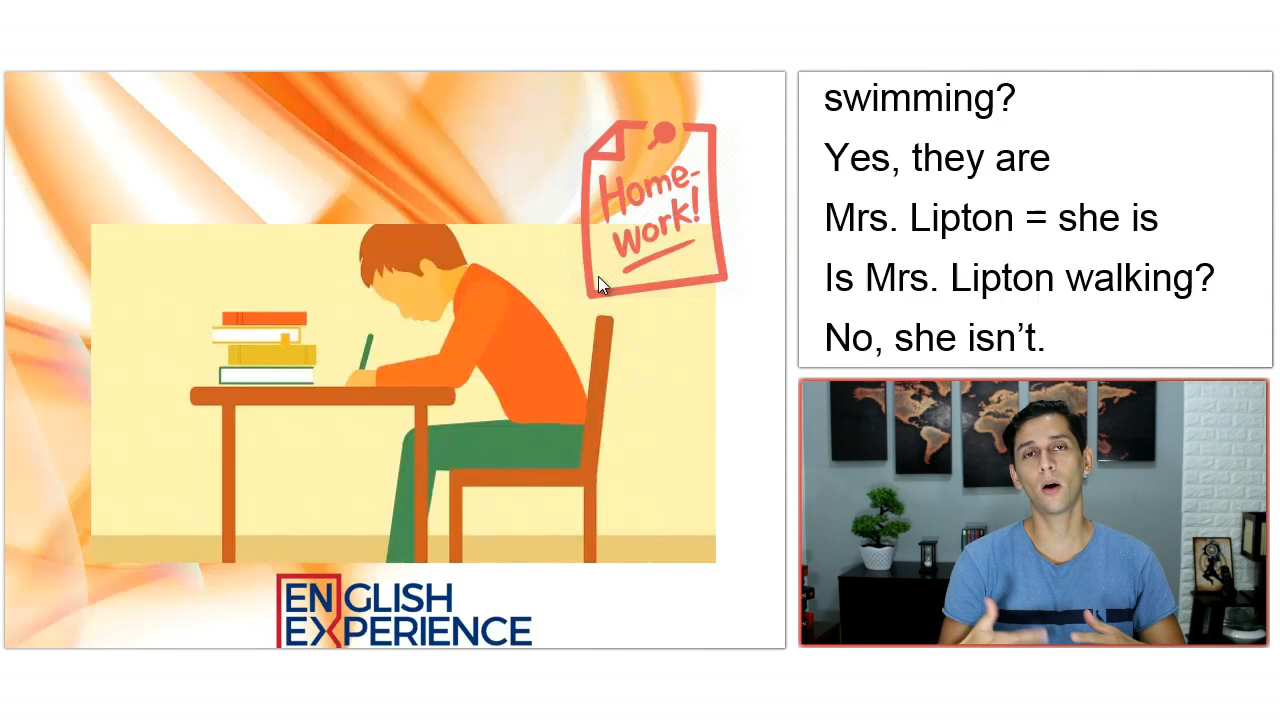 Home-
work!
ENGLISH
EXPERIENCE
swimming?
Yes, they are
Mrs. Lipton = she is
Is Mrs. Lipton walking?
No, she isn’t.